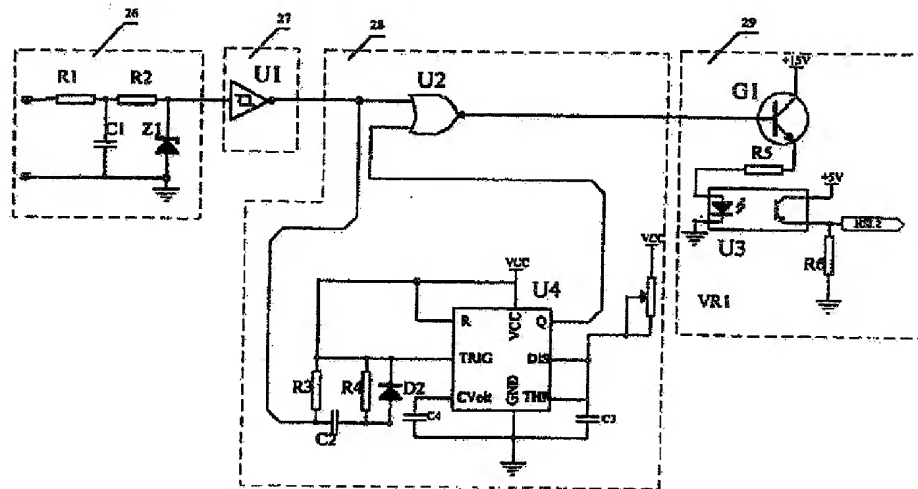 26
27
28
29
R1
R2
U1
U2
+15V
G1
C1
Z1
R5
+5V
U3
R6
VR1
VCC
VCC
U4
R
VCC
Q
TRIG
DIS
R3
R4
D2
CVolt
GND
THR
C2
C4
C3